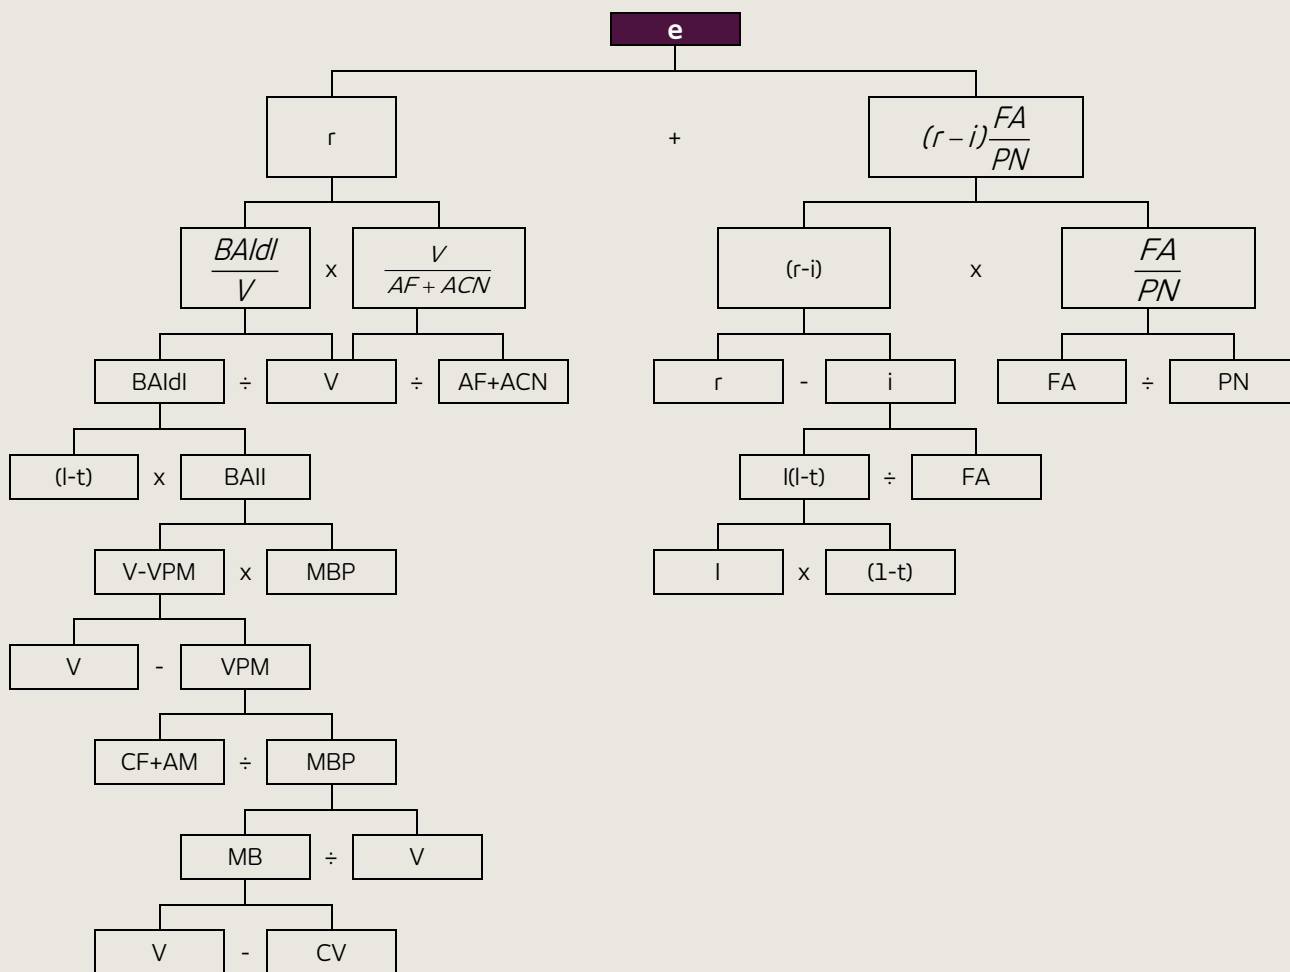 e
r
+
(r – i) FA
PN
BAIdI
V
x
V
AF + ACN
(r-i)
x
FA
PN
BAIdI ÷ V ÷ AF+ACN
r - i
FA ÷ PN
(l-t) x BAII
I(l-t) ÷ FA
V-VPM x MBP
I x (1-t)
V - VPM
CF+AM ÷ MBP
MB ÷ V
V - CV